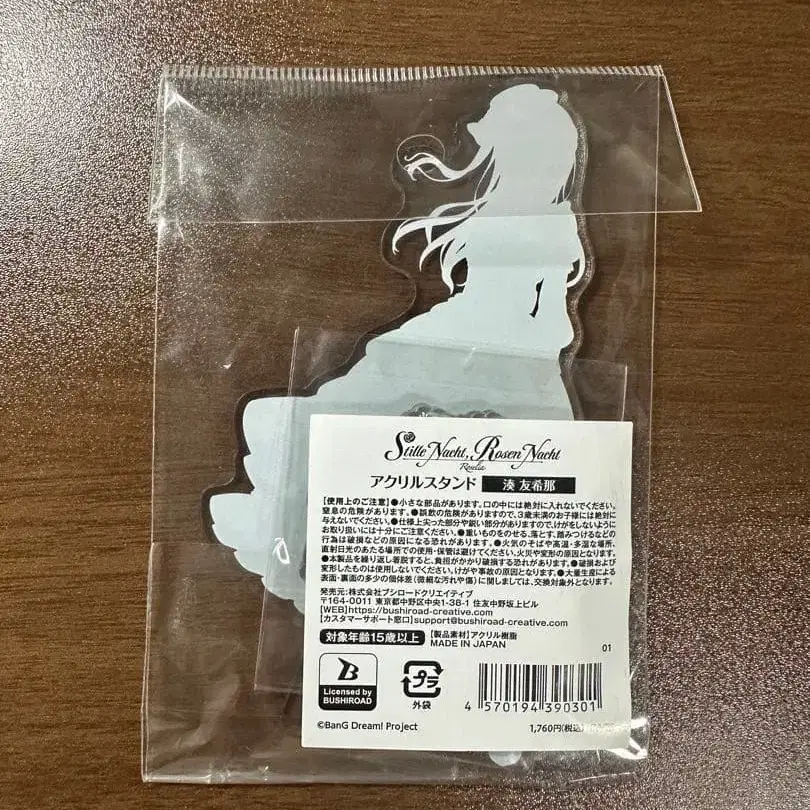 Stille Nacht, Rosen Nacht
Roselia
アクリルスタンド 湊 友希那
【使用上のご注意】●小さな部品があります。口の中には絶対に入れないでください。
窒息の危険があります。●誤飲の危険がありますので、3歳未満のお子様には絶対に
与えないでください。●仕様上尖った部分や鋭い部分がありますので、けがをしないように
お取り扱いには十分にご注意ください。●重いものをのせる、落とす、踏みつけるなどの
行為は破損などの原因になる恐れがあります。●火気のそばや高温・多湿な場所、
直射日光のあたる場所での使用・保管は避けてください。火災や変形の原因となります。
●本製品を繰り返し着脱すると、負担がかかり破損する恐れがあります。●破損および
変形したものは使用しないでください。けがや事故の原因となります。●大量生産による
表面・裏面の多少の個体差(微細な汚れや傷)に関しましては、交換対象外となります。
発売元:株式会社ブシロードクリエイティブ
〒164-0011 東京都中野区中央1-38-1 住友中野坂上ビル
[WEB]https://bushiroad-creative.com
[カスタマーサポート窓口]support@bushiroad-creative.com
対象年齢15歳以上 【製品素材】アクリル樹脂
MADE IN JAPAN 01
B
Licensed by
BUSHIROAD
プラ
外袋
4 570194 390301
©BanG Dream! Project 1,760円(税込)